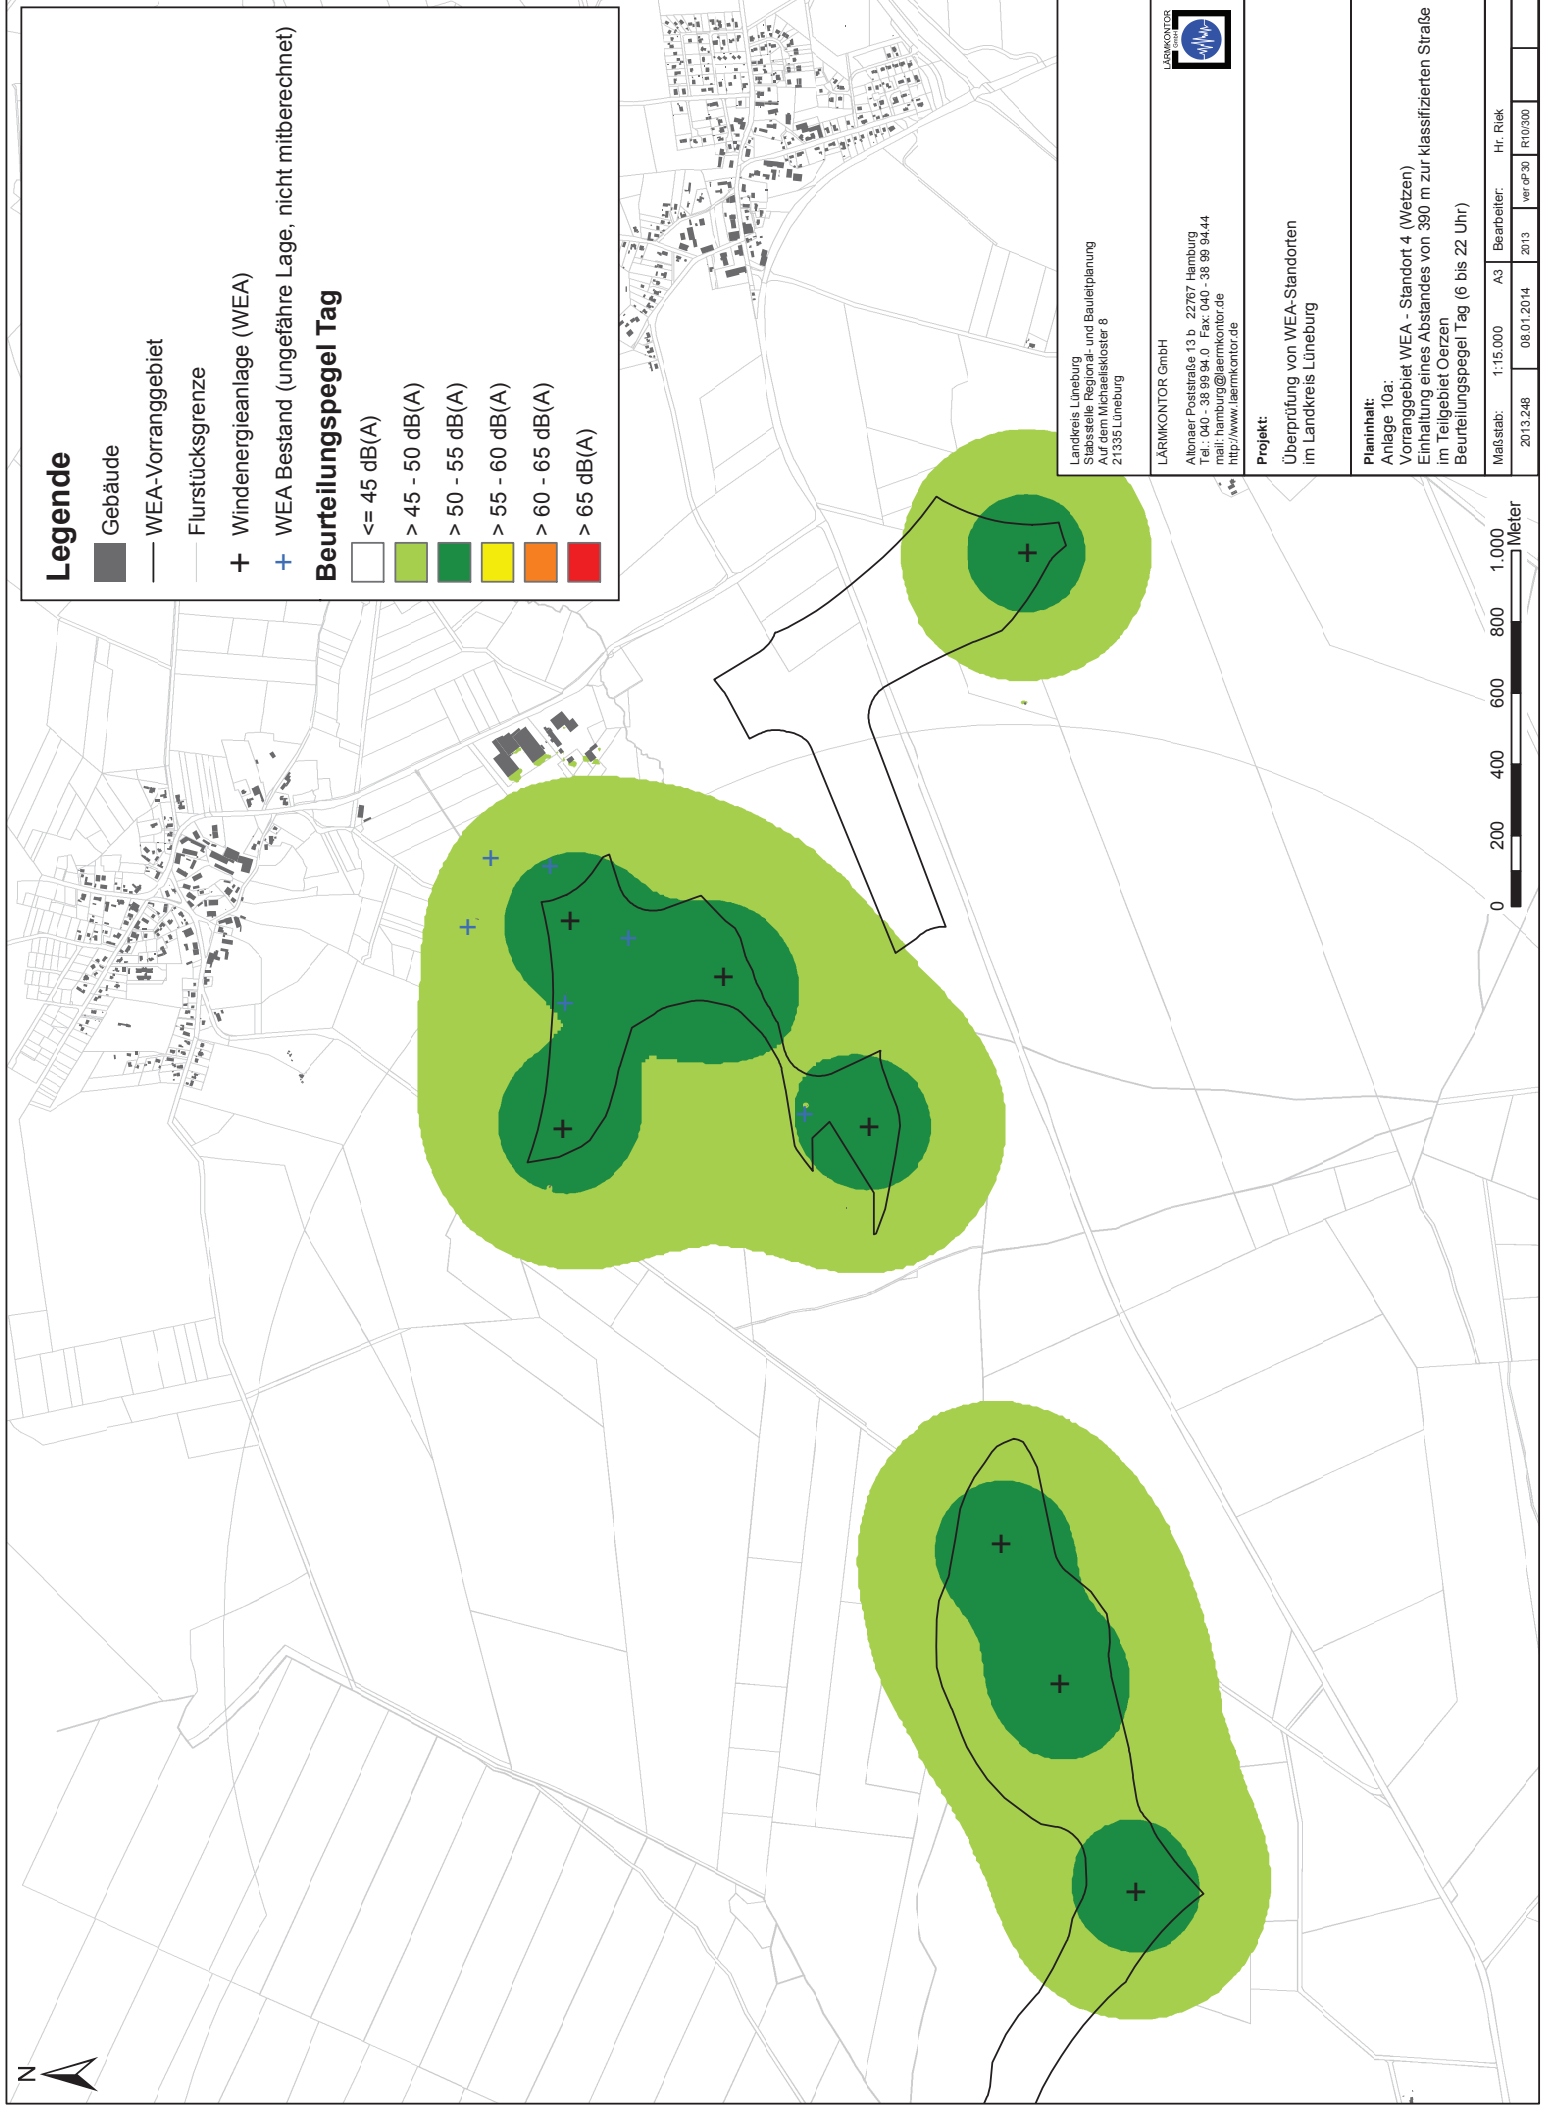 Legende
Gebäude
WEA-Vorranggebiet
Flurstücksgrenze
Windenergieanlage (WEA)
WEA Bestand (ungefähre Lage, nicht mitberechnet)
Beurteilungspegel Tag
<= 45 dB(A)
> 45 - 50 dB(A)
> 50 - 55 dB(A)
> 55 - 60 dB(A)
> 60 - 65 dB(A)
> 65 dB(A)
N
0 200 400 600 800 1.000
Meter
Landkreis Lüneburg
Stabsstelle Regional- und Bauleitplanung
Auf dem Michaeliskloster 8
21335 Lüneburg
LÄRMKONTOR GmbH
Altonaer Poststraße 13 b 22767 Hamburg
Tel.: 040 - 38 99 94.0 Fax: 040 - 38 99 94.44
mail: hamburg@laermkontor.de
http://www.laermkontor.de
LÄRMKONTOR
GmbH
Projekt:
Überprüfung von WEA-Standorten
im Landkreis Lüneburg
Planinhalt:
Anlage 10a:
Vorranggebiet WEA - Standort 4 (Wetzen)
Einhaltung eines Abstandes von 390 m zur klassifizierten Straße
im Teilgebiet Oerzen
Beurteilungspegel Tag (6 bis 22 Uhr)
Maßstab: 1:15.000 A3 Bearbeiter: Hr. Riek
2013.248 08.01.2014 2013 ver oP30 R10/300